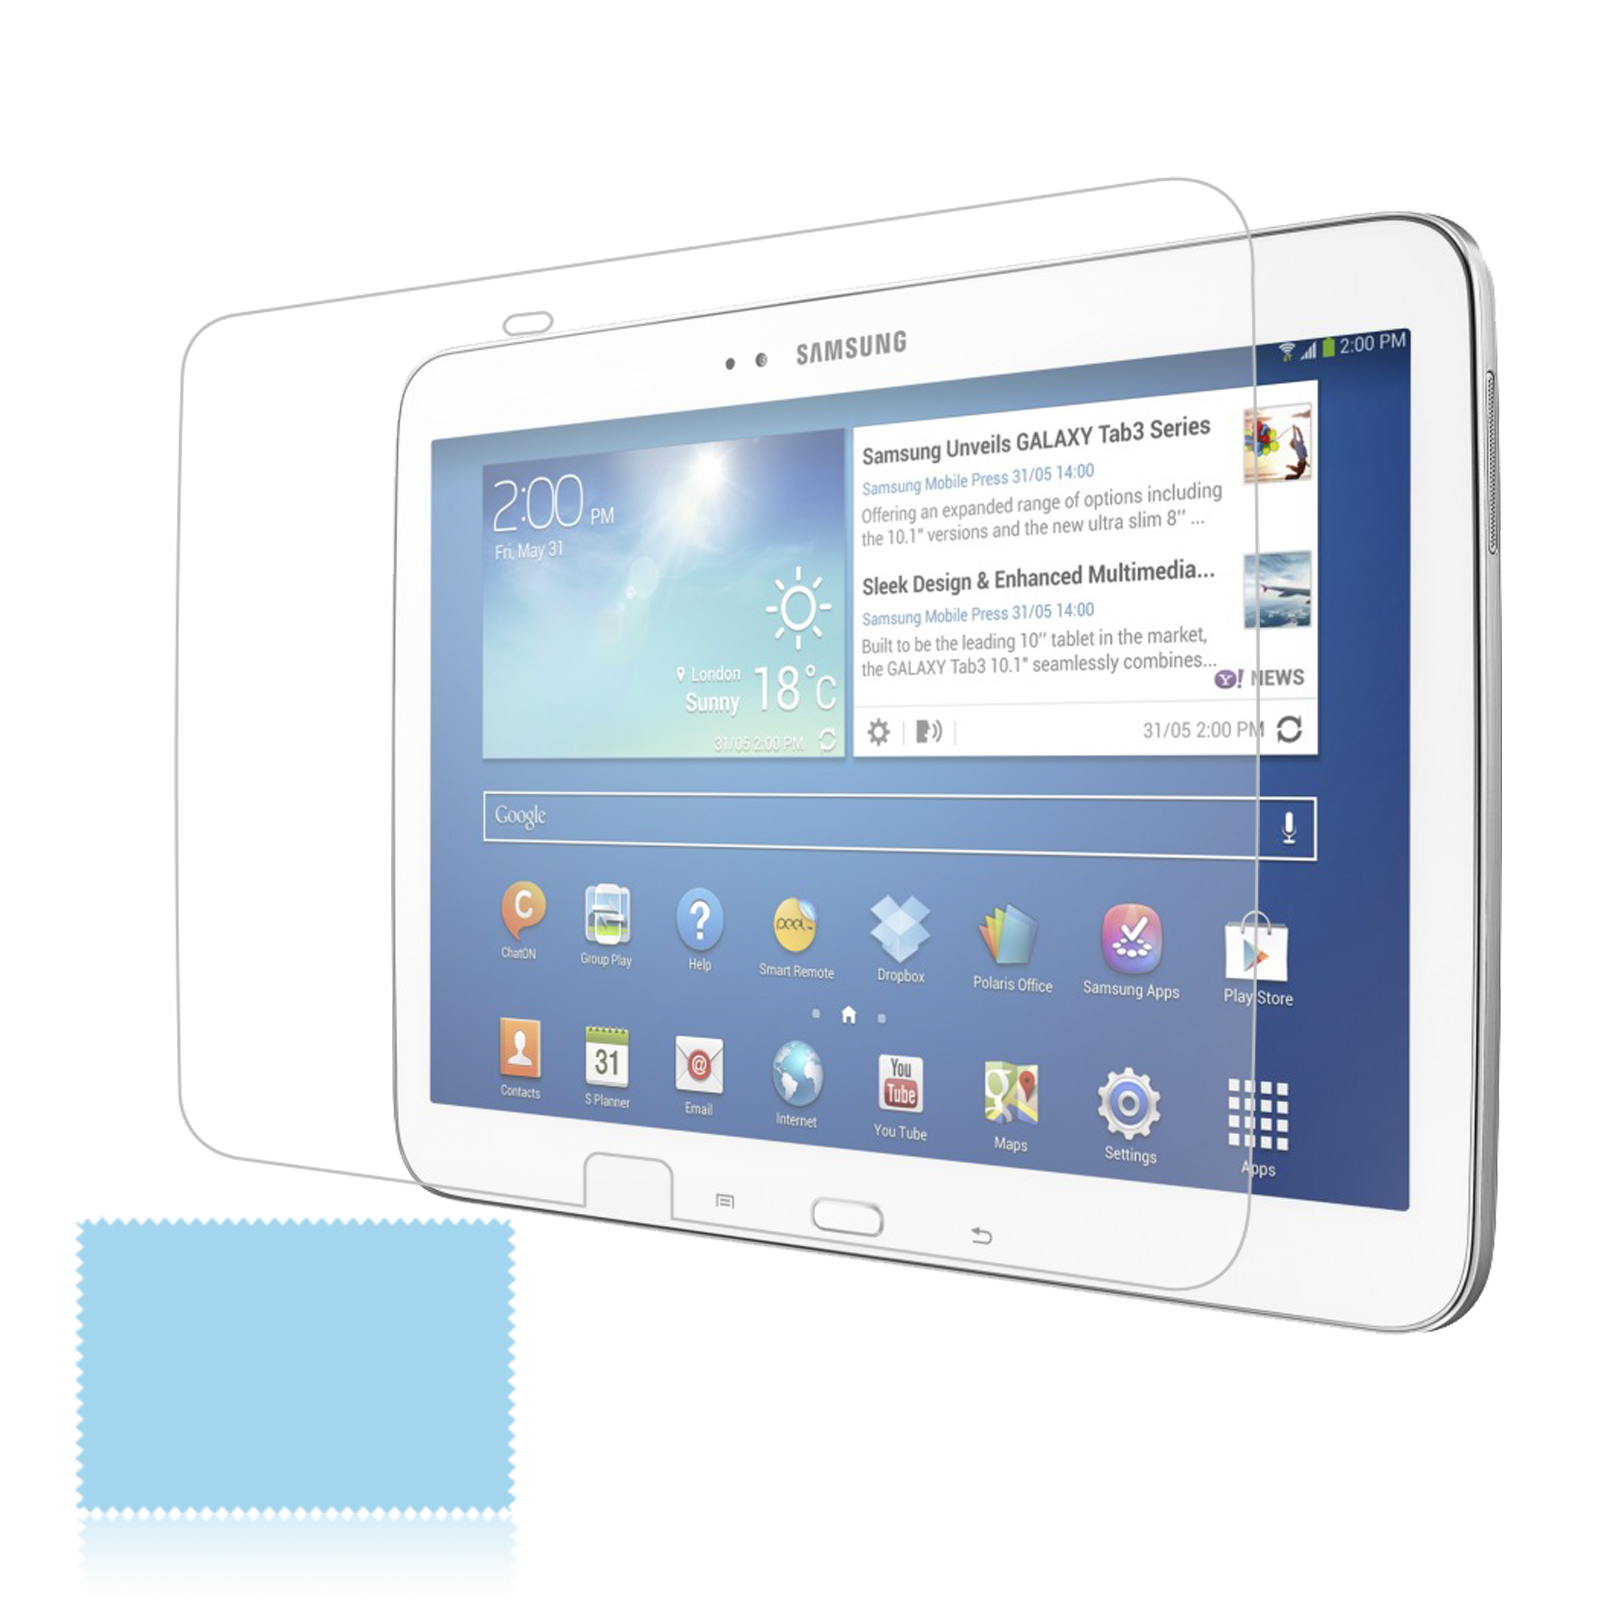 SAMSUNG
2:00 PM
2:00 PM
Fri, May 31
London
Sunny 18°C
31/05 2:00 PM
Samsung Unveils GALAXY Tab3 Series
Samsung Mobile Press 31/05 14:00
Offering an expanded range of options including
the 10.1" versions and the new ultra slim 8'' ...
Sleek Design & Enhanced Multimedia...
Samsung Mobile Press 31/05 14:00
Built to be the leading 10'' tablet in the market,
the GALAXY Tab3 10.1" seamlessly combines...
Y! NEWS
31/05 2:00 PM
Google
C
?
peel
ChatON Group Play Help Smart Remote Dropbox Polaris Office Samsung Apps Play Store
31
@
You
Tube
Contacts S Planner Email Internet You Tube Maps Settings Apps